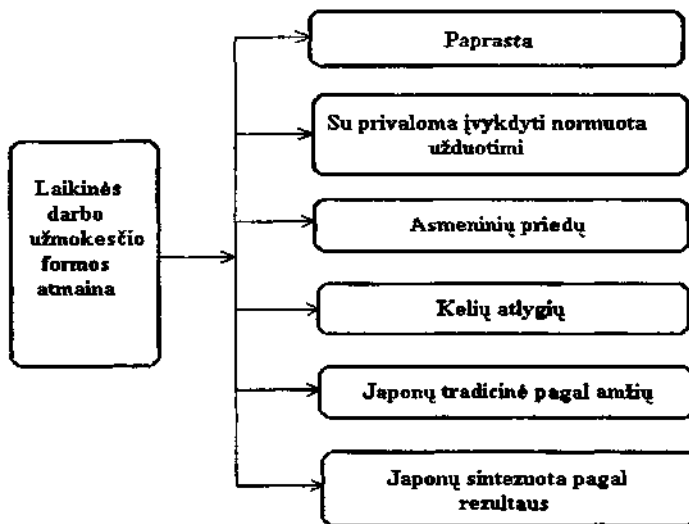 Laikinės
darbo
užmokesčio
formos
atmaina
Paprasta
Su privaloma įvykdyti normuota
užduotimi
Asmeninių priedų
Kelių atlygių
Japonų tradicinė pagal amžių
Japonų sintezuota pagal
rezultaus